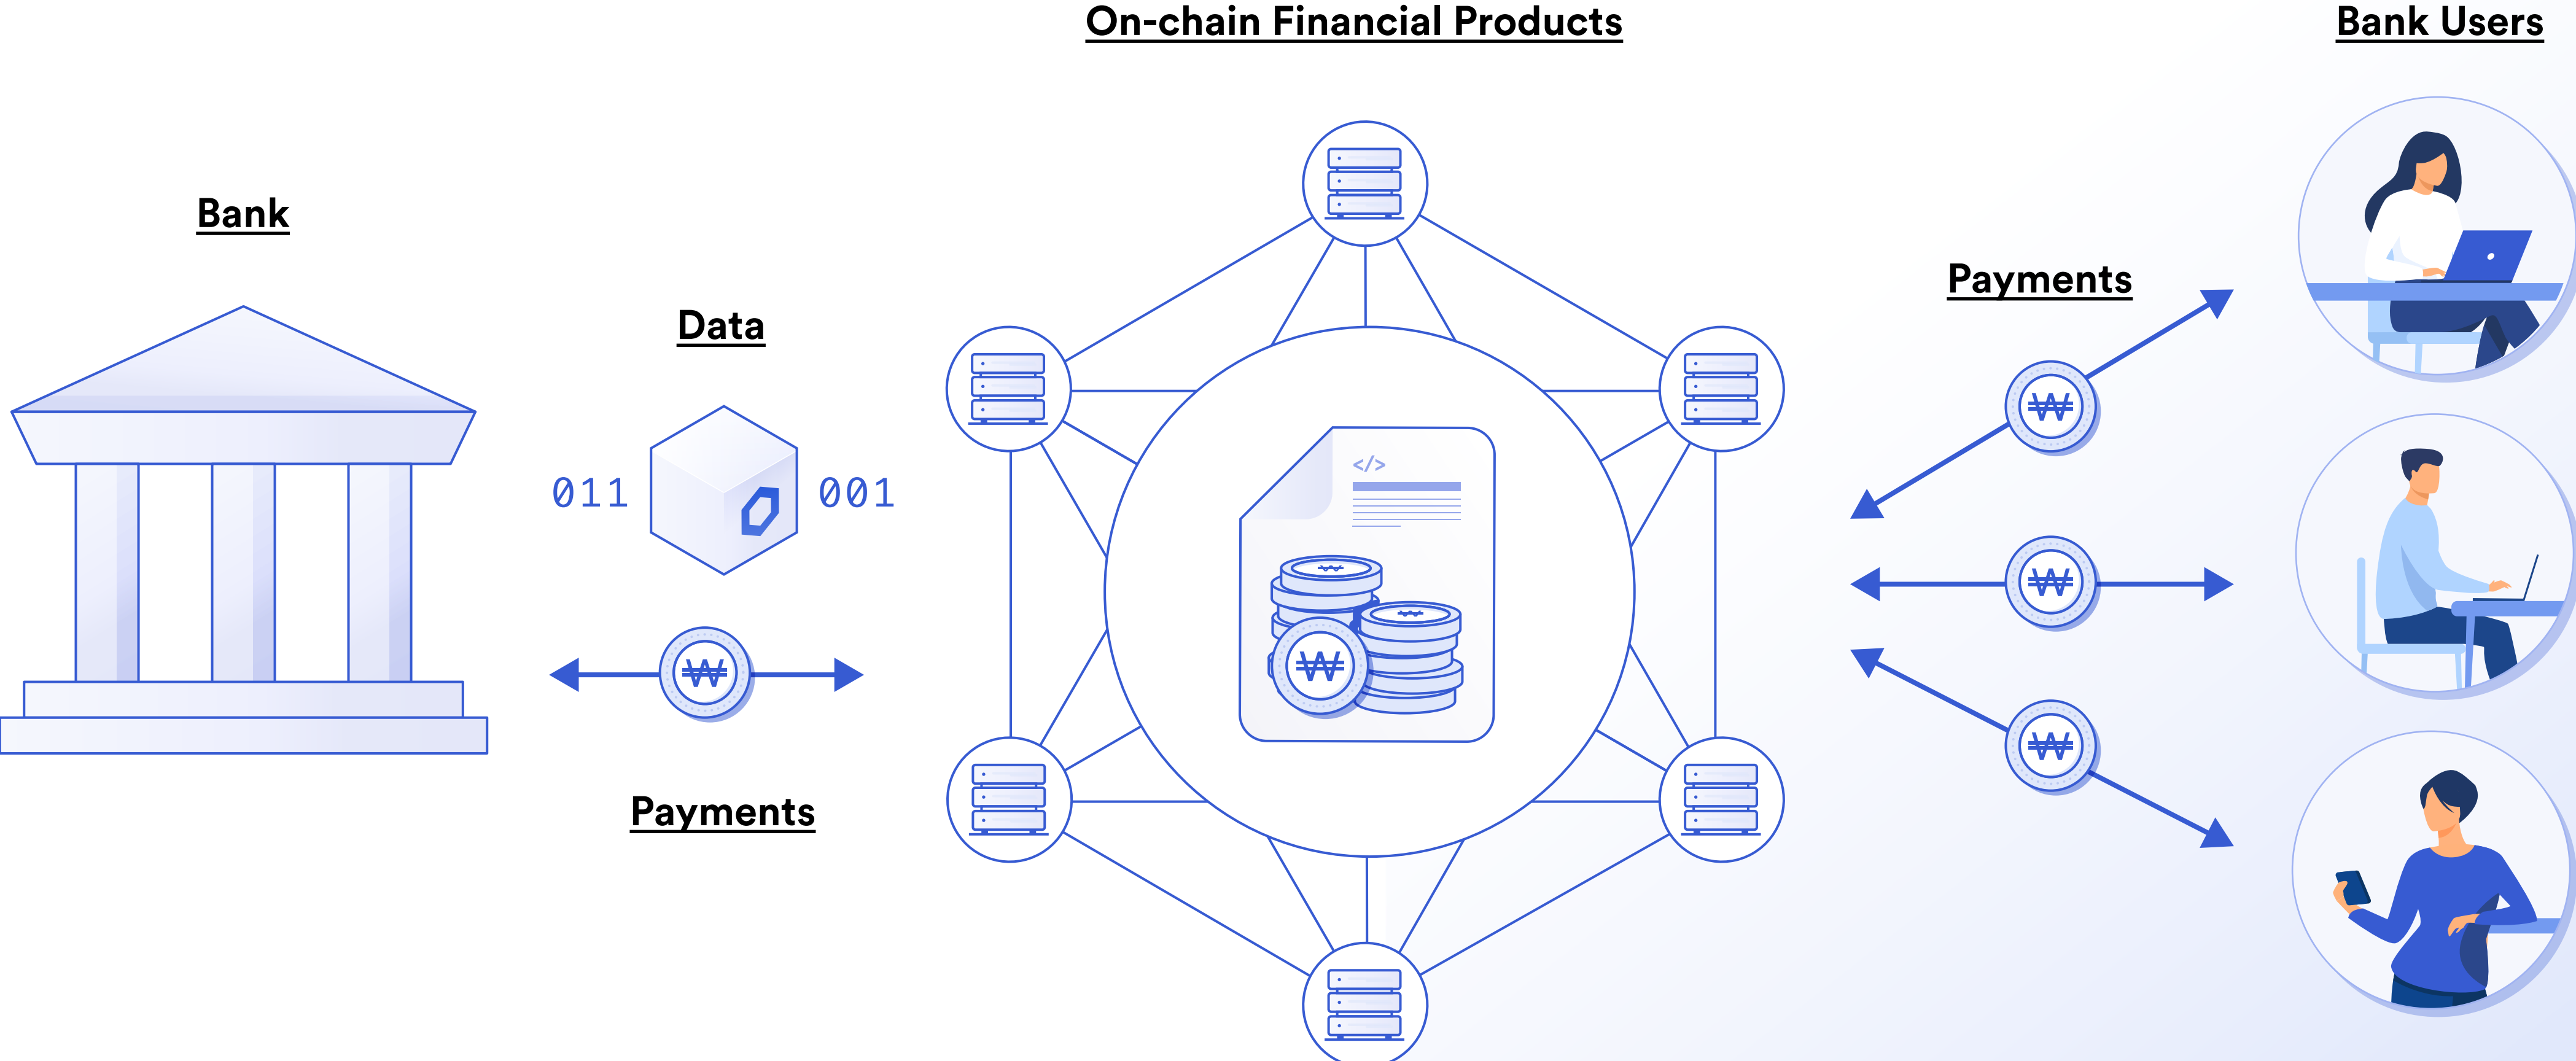 On-chain Financial Products
Bank Users
Bank
Payments
Data
</>
011
001
₩
₩
₩
₩
₩
Payments